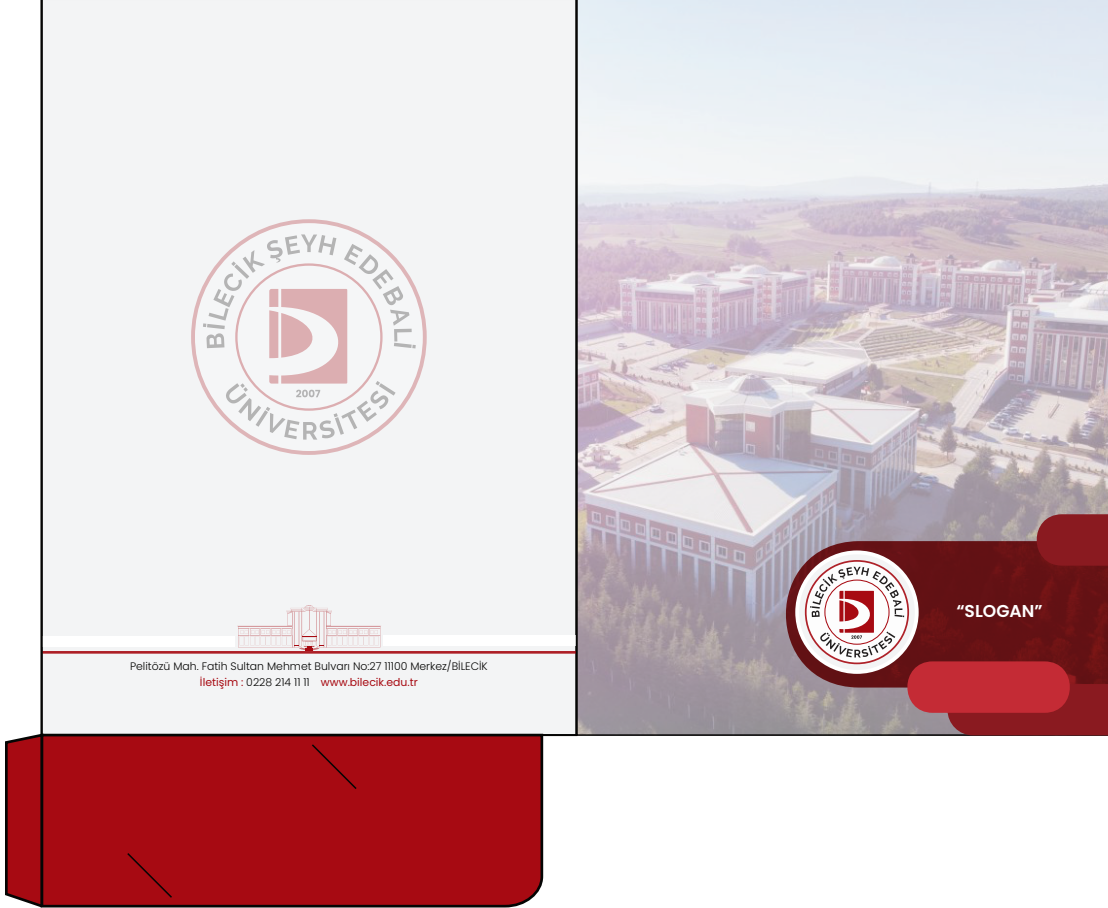 BİLECİK ŞEYH EDEBALİ
ÜNİVERSİTESİ
2007
Pelitözü Mah. Fatih Sultan Mehmet Bulvarı No:27 11100 Merkez/BİLECİK
İletişim : 0228 214 11 11 www.bilecik.edu.tr
BİLECİK ŞEYH EDEBALİ
ÜNİVERSİTESİ
2007
“SLOGAN”